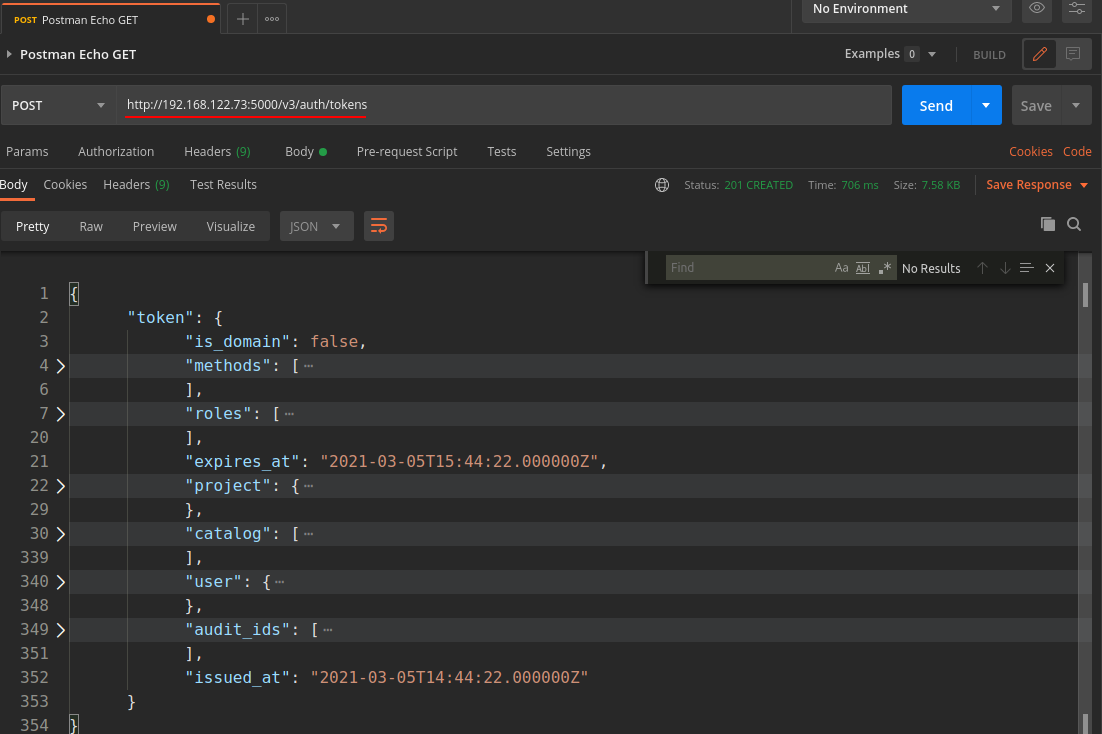 POST Postman Echo GET
No Environment
Postman Echo GET
Examples 0
BUILD
POST
http://192.168.122.73:5000/v3/auth/tokens
Send
Save
Params Authorization Headers (9) Body Pre-request Script Tests Settings Cookies Code
Body Cookies Headers (9) Test Results Status: 201 CREATED Time: 706 ms Size: 7.58 KB Save Response
Pretty Raw Preview Visualize JSON
Find Aa Abl .* No Results
1 {
2 "token": {
3 "is_domain": false,
4 "methods": [⋯
6 ],
7 "roles": [⋯
20 ],
21 "expires_at": "2021-03-05T15:44:22.000000Z",
22 "project": {⋯
29 },
30 "catalog": [⋯
339 ],
340 "user": {⋯
348 },
349 "audit_ids": [⋯
351 ],
352 "issued_at": "2021-03-05T14:44:22.000000Z"
353 }
354 }